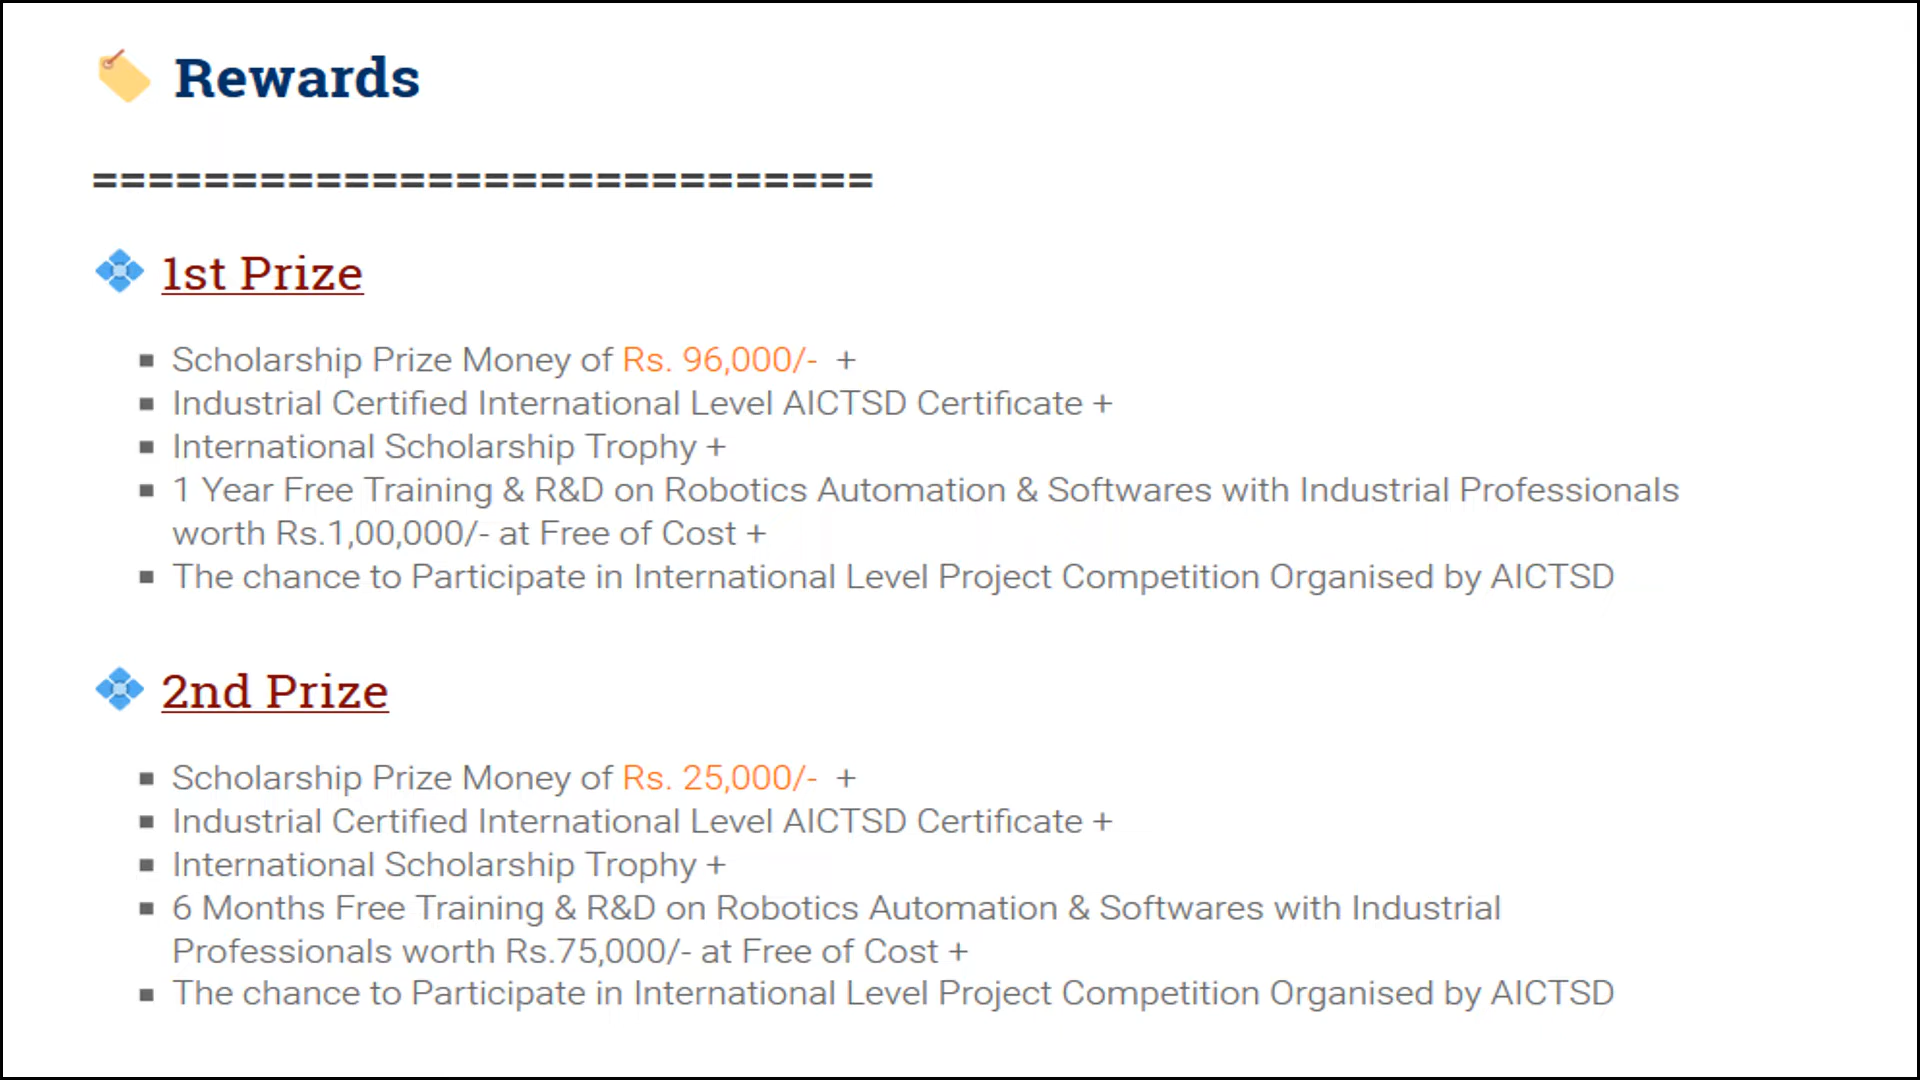 Rewards
============================
1st Prize
Scholarship Prize Money of Rs. 96,000/- +
Industrial Certified International Level AICTSD Certificate +
International Scholarship Trophy +
1 Year Free Training & R&D on Robotics Automation & Softwares with Industrial Professionals
worth Rs.1,00,000/- at Free of Cost +
The chance to Participate in International Level Project Competition Organised by AICTSD
2nd Prize
Scholarship Prize Money of Rs. 25,000/- +
Industrial Certified International Level AICTSD Certificate +
International Scholarship Trophy +
6 Months Free Training & R&D on Robotics Automation & Softwares with Industrial
Professionals worth Rs.75,000/- at Free of Cost +
The chance to Participate in International Level Project Competition Organised by AICTSD